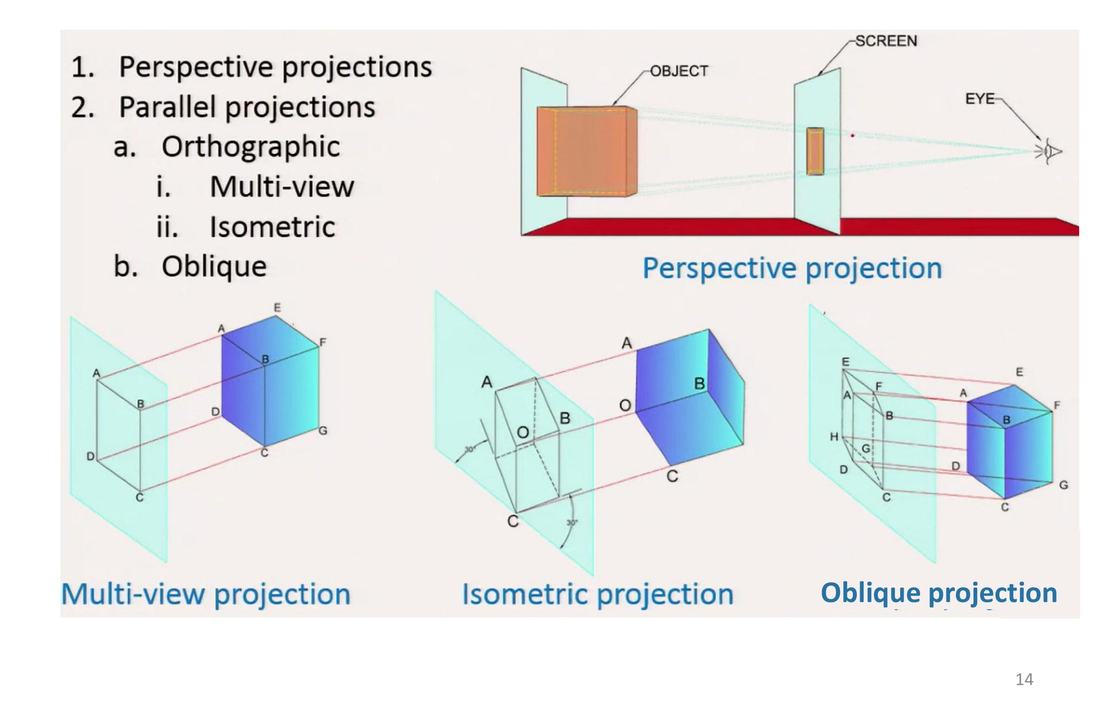 1. Perspective projections
2. Parallel projections
a. Orthographic
i. Multi-view
ii. Isometric
b. Oblique
SCREEN
OBJECT
EYE
Perspective projection
A
B
D
C
A
E
B
F
D
C
G
Multi-view projection
A
O
B
C
30°
30°
A
B
O
C
Isometric projection
E
F
A
B
H
G
D
C
E
A
F
B
D
G
C
Oblique projection
14